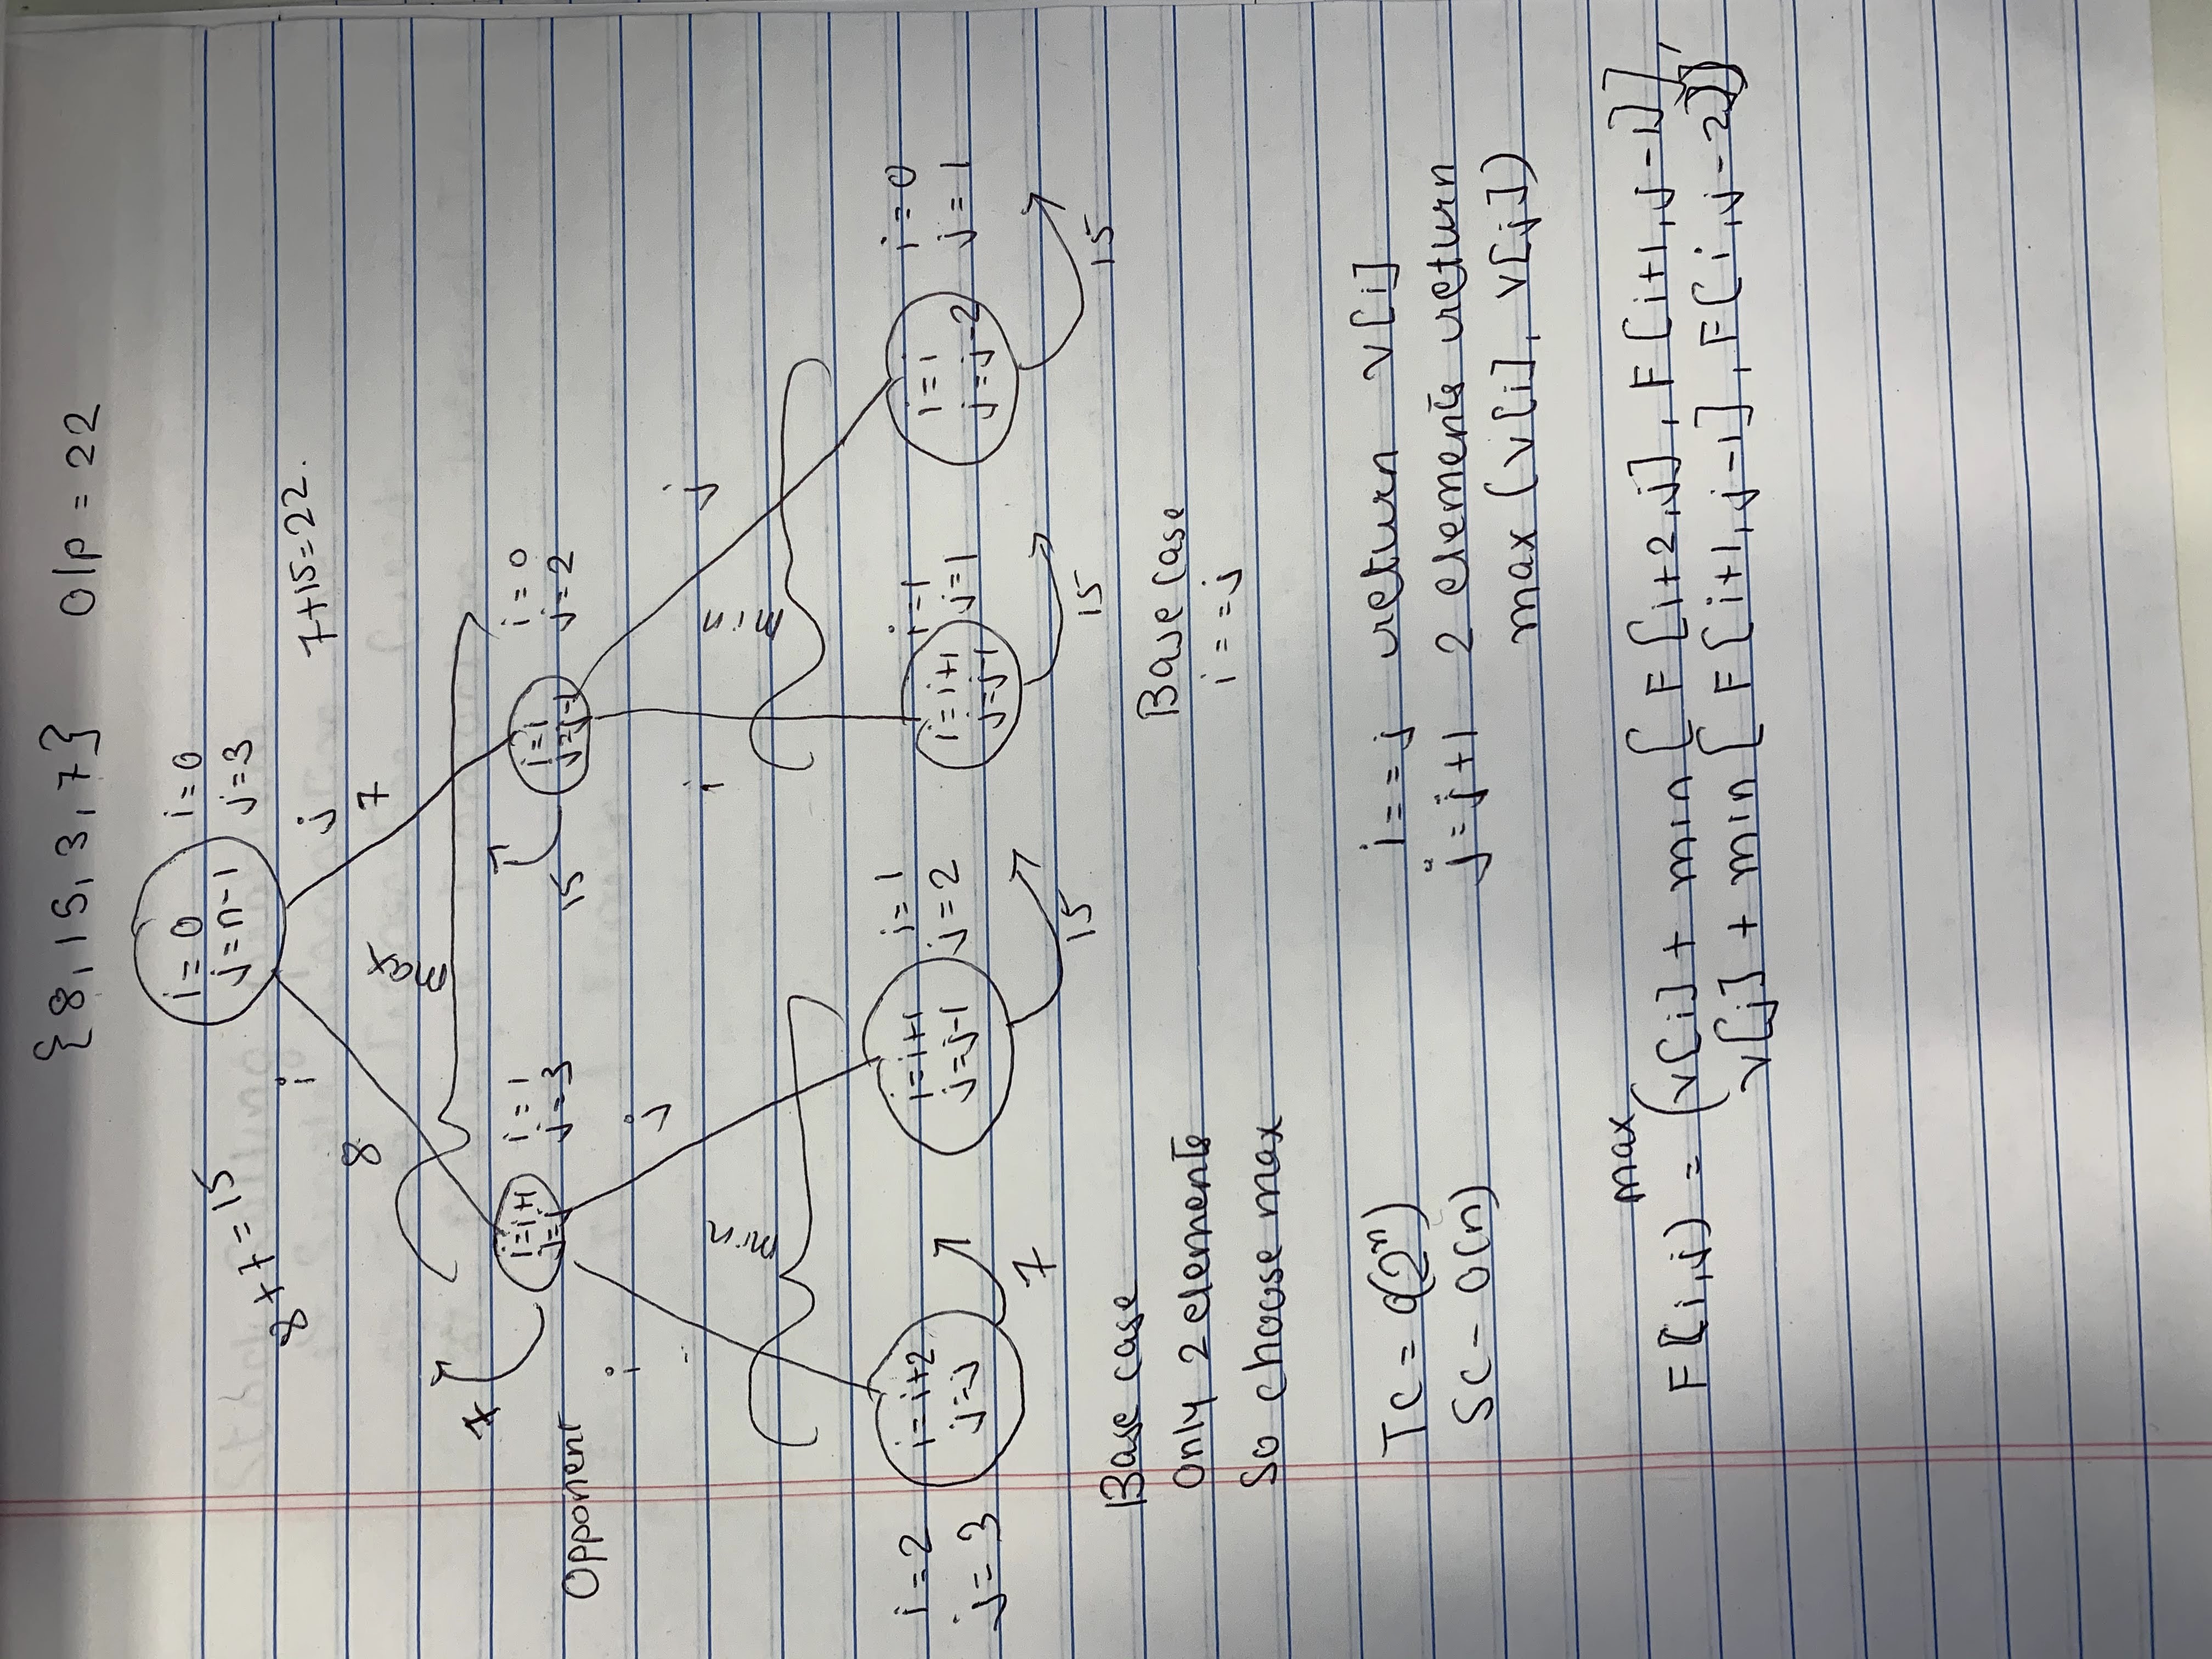 {8, 15, 3, 7} O/P = 22
i = 0 i = 0
j = n-1 j = 3
8 + 7 = 15
i j 7+15=22.
8 max 7
7
i=i+1 i = 1
j=j j = 3
15
i=i i = 0
j=j-1 j = 2
Opponent
i j i j
min min
i = 2 i = i+2
j = 3 j=j
7
i=i+1 i = 1
j=j-1 j = 2
15
i = i+1 i=1
j=j-1 j=1
15
i = i i = 0
j = j-2 j = 1
15
Base case
Only 2 elements
So choose max
Base case
i = = j
TC = O(2ⁿ)
SC - O(n)
i = = j return V[i]
j = j+1 2 elements return
max (V[i], V[j])
F(i,j) = max (V[i] + min [ F[i+2,j], F[i+1, j-1]],
V[j] + min [ F[i+1, j-1], F[i, j-2]])